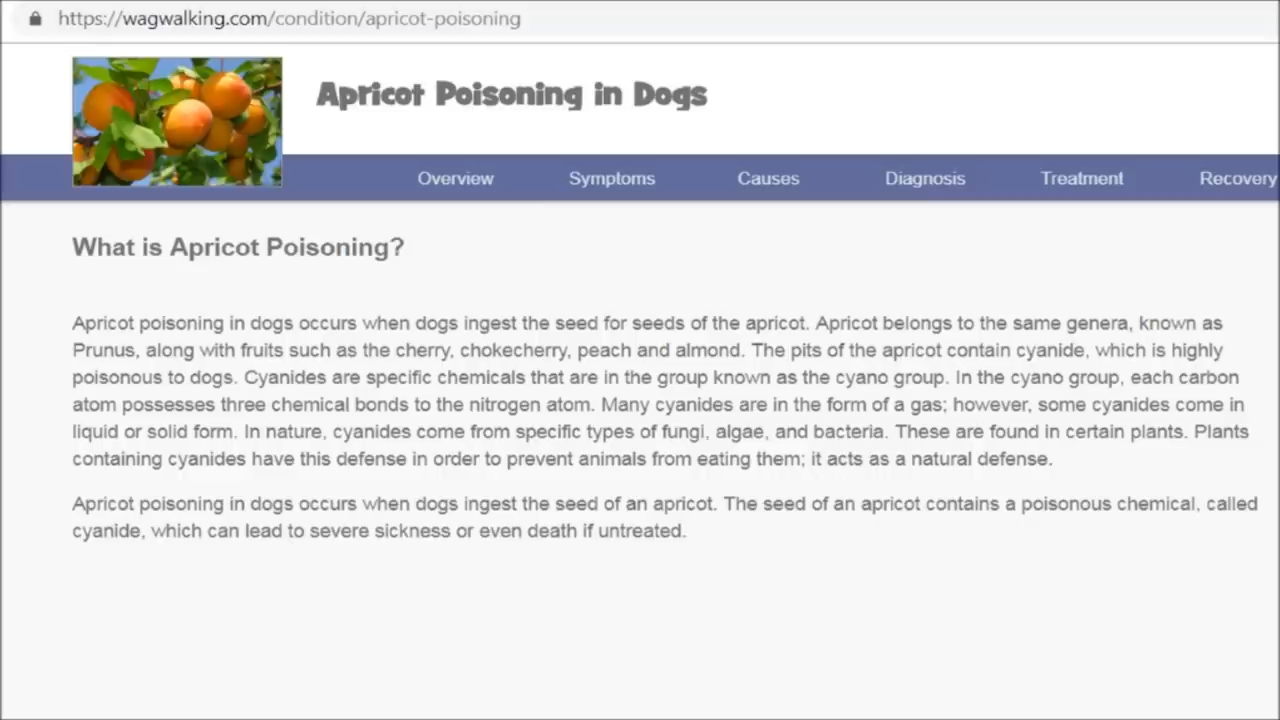 https://wagwalking.com/condition/apricot-poisoning
Apricot Poisoning in Dogs
Overview Symptoms Causes Diagnosis Treatment Recovery
What is Apricot Poisoning?
Apricot poisoning in dogs occurs when dogs ingest the seed for seeds of the apricot. Apricot belongs to the same genera, known as
Prunus, along with fruits such as the cherry, chokecherry, peach and almond. The pits of the apricot contain cyanide, which is highly
poisonous to dogs. Cyanides are specific chemicals that are in the group known as the cyano group. In the cyano group, each carbon
atom possesses three chemical bonds to the nitrogen atom. Many cyanides are in the form of a gas; however, some cyanides come in
liquid or solid form. In nature, cyanides come from specific types of fungi, algae, and bacteria. These are found in certain plants. Plants
containing cyanides have this defense in order to prevent animals from eating them; it acts as a natural defense.
Apricot poisoning in dogs occurs when dogs ingest the seed of an apricot. The seed of an apricot contains a poisonous chemical, called
cyanide, which can lead to severe sickness or even death if untreated.